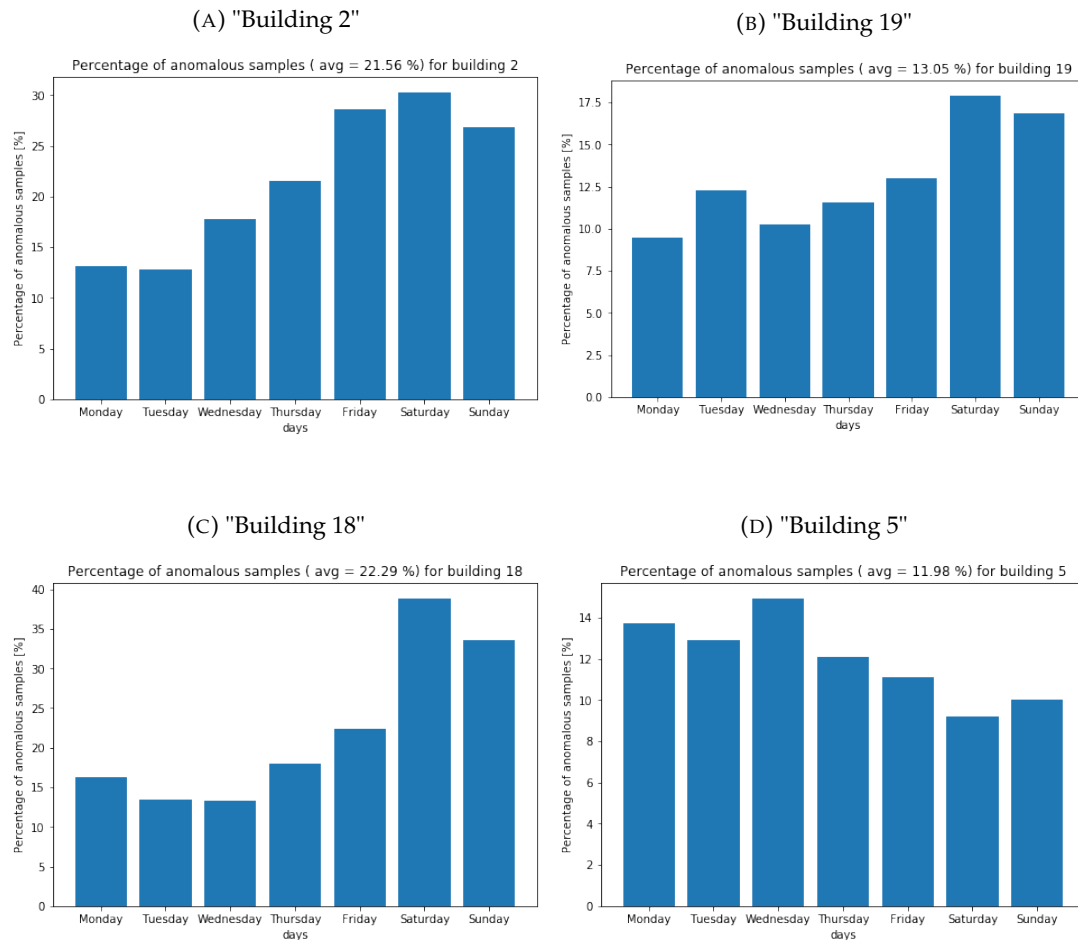 (A) "Building 2"
Percentage of anomalous samples ( avg = 21.56 %) for building 2
Percentage of anomalous samples [%]
30
25
20
15
10
5
0
Monday Tuesday Wednesday Thursday Friday Saturday Sunday
days
(B) "Building 19"
Percentage of anomalous samples ( avg = 13.05 %) for building 19
Percentage of anomalous samples [%]
17.5
15.0
12.5
10.0
7.5
5.0
2.5
0.0
Monday Tuesday Wednesday Thursday Friday Saturday Sunday
days
(C) "Building 18"
Percentage of anomalous samples ( avg = 22.29 %) for building 18
Percentage of anomalous samples [%]
40
35
30
25
20
15
10
5
0
Monday Tuesday Wednesday Thursday Friday Saturday Sunday
days
(D) "Building 5"
Percentage of anomalous samples ( avg = 11.98 %) for building 5
Percentage of anomalous samples [%]
14
12
10
8
6
4
2
0
Monday Tuesday Wednesday Thursday Friday Saturday Sunday
days